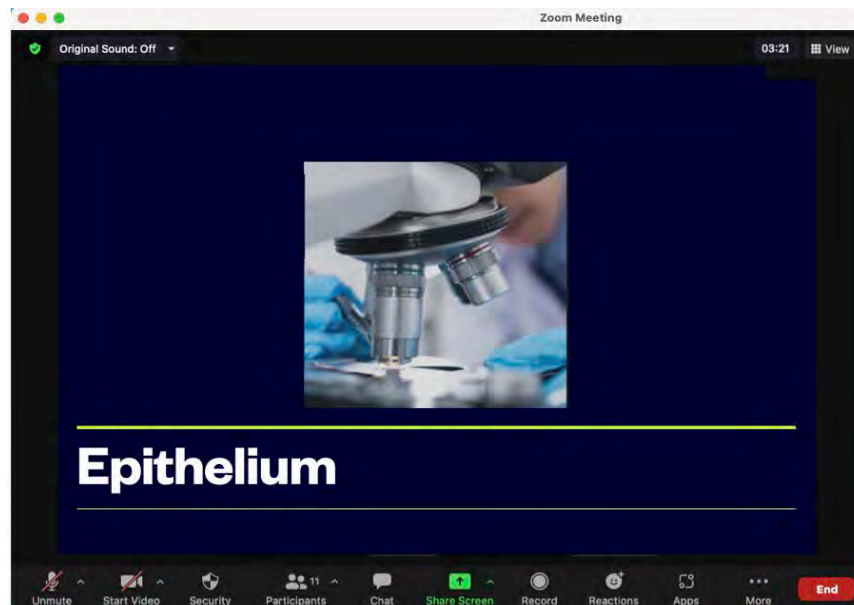 Zoom Meeting
Original Sound: Off
03:21
View
Epithelium
11
Unmute
Start Video
Security
Participants
Chat
Share Screen
Record
Reactions
Apps
More
End